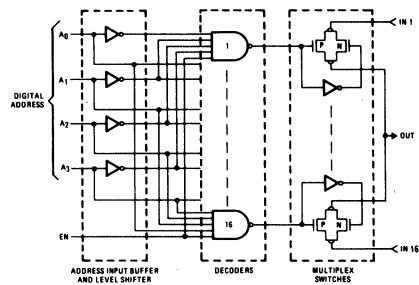 A0
A1
A2
A3
EN
DIGITAL
ADDRESS
1
16
P N
P N
IN 1
OUT
IN 16
ADDRESS INPUT BUFFER
AND LEVEL SHIFTER
DECODERS
MULTIPLEX
SWITCHES